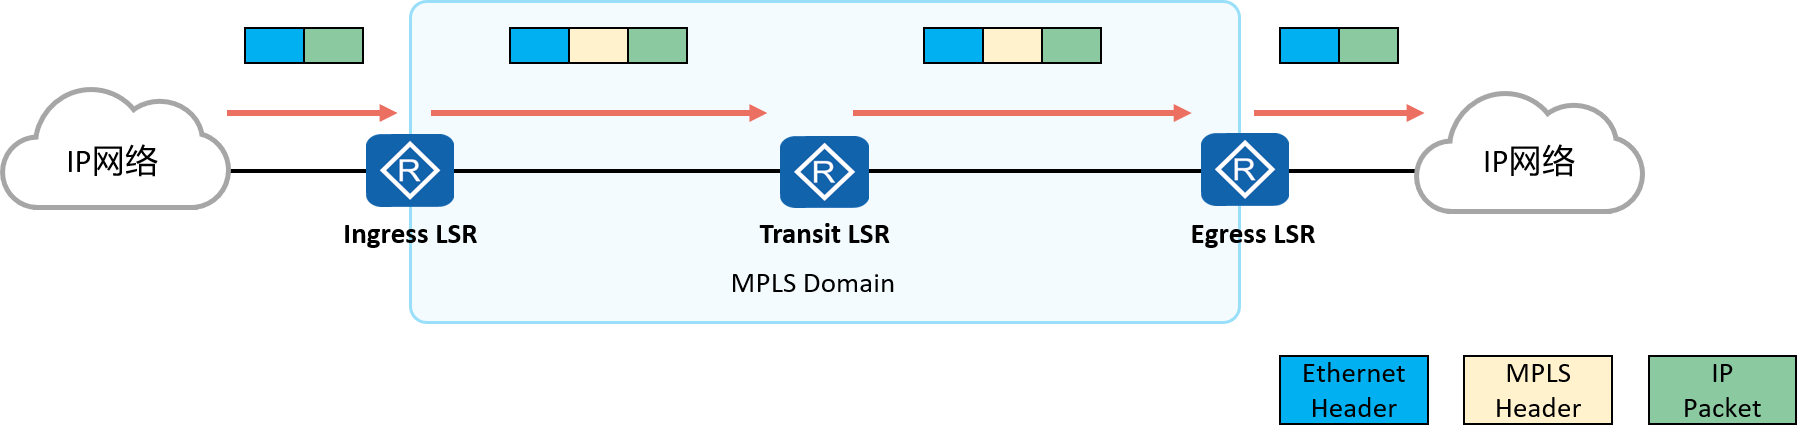 IP网络
R
R
R
IP网络
Ingress LSR
Transit LSR
Egress LSR
MPLS Domain
Ethernet
Header
MPLS
Header
IP
Packet